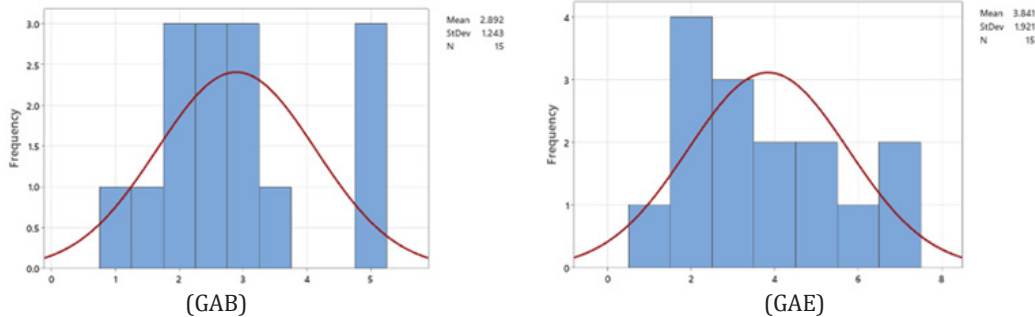 Mean 2.892
StDev 1.243
N 15
Frequency
3.0
2.5
2.0
1.5
1.0
0.5
0.0
0 1 2 3 4 5
(GAB)
Mean 3.841
StDev 1.921
N 15
Frequency
4
3
2
1
0
0 2 4 6 8
(GAE)